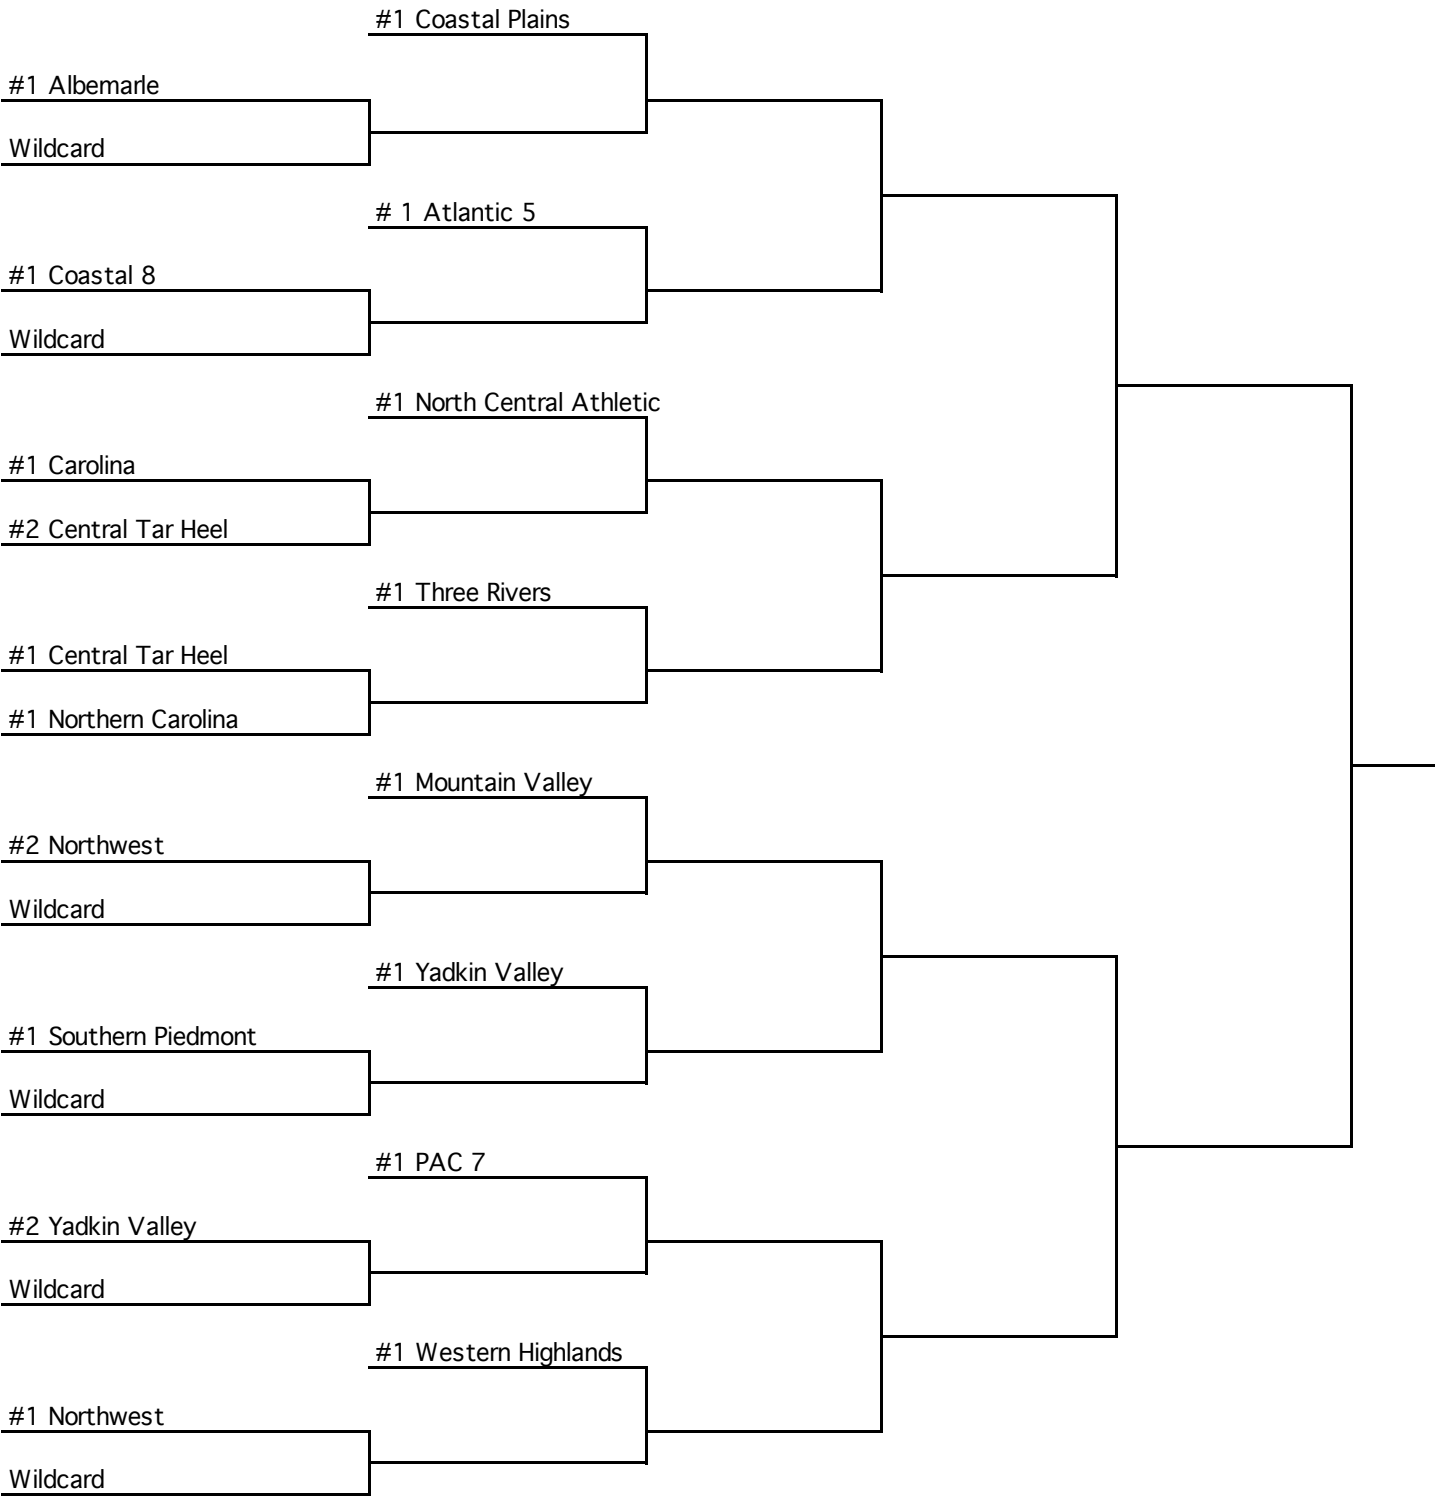 #1 Coastal Plains
#1 Albemarle
Wildcard
# 1 Atlantic 5
#1 Coastal 8
Wildcard
#1 North Central Athletic
#1 Carolina
#2 Central Tar Heel
#1 Three Rivers
#1 Central Tar Heel
#1 Northern Carolina
#1 Mountain Valley
#2 Northwest
Wildcard
#1 Yadkin Valley
#1 Southern Piedmont
Wildcard
#1 PAC 7
#2 Yadkin Valley
Wildcard
#1 Western Highlands
#1 Northwest
Wildcard